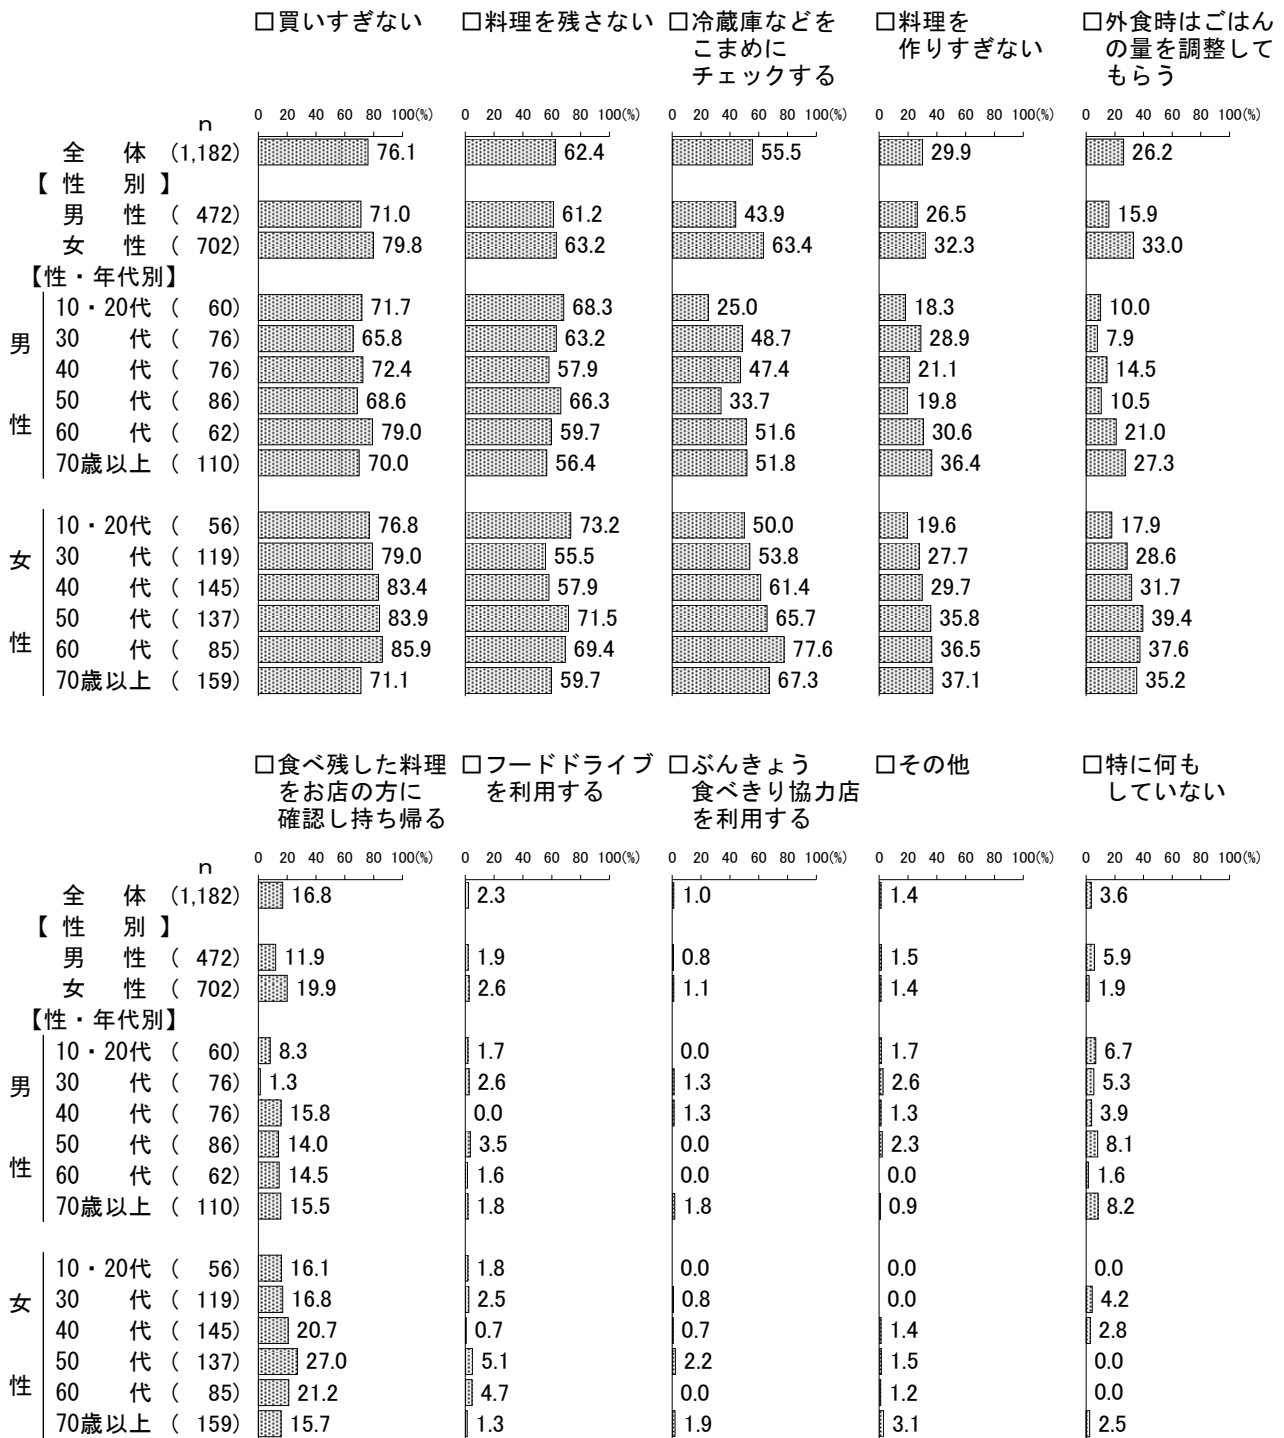 □買いすぎない □料理を残さない □冷蔵庫などを □料理を □外食時はごはん
こまめに 作りすぎない の量を調整して
チェックする もらう
n 0 20 40 60 80 100(%) 0 20 40 60 80 100(%) 0 20 40 60 80 100(%) 0 20 40 60 80 100(%) 0 20 40 60 80 100(%)
全 体 (1,182) 76.1 62.4 55.5 29.9 26.2
【 性 別 】
男 性 ( 472) 71.0 61.2 43.9 26.5 15.9
女 性 ( 702) 79.8 63.2 63.4 32.3 33.0
【性・年代別】
男性
10・20代 ( 60) 71.7 68.3 25.0 18.3 10.0
30 代 ( 76) 65.8 63.2 48.7 28.9 7.9
40 代 ( 76) 72.4 57.9 47.4 21.1 14.5
50 代 ( 86) 68.6 66.3 33.7 19.8 10.5
60 代 ( 62) 79.0 59.7 51.6 30.6 21.0
70歳以上 ( 110) 70.0 56.4 51.8 36.4 27.3
女性
10・20代 ( 56) 76.8 73.2 50.0 19.6 17.9
30 代 ( 119) 79.0 55.5 53.8 27.7 28.6
40 代 ( 145) 83.4 57.9 61.4 29.7 31.7
50 代 ( 137) 83.9 71.5 65.7 35.8 39.4
60 代 ( 85) 85.9 69.4 77.6 36.5 37.6
70歳以上 ( 159) 71.1 59.7 67.3 37.1 35.2
□食べ残した料理 □フードドライブ □ぶんきょう □その他 □特に何も
をお店の方に を利用する 食べきり協力店 していない
確認し持ち帰る を利用する
n 0 20 40 60 80 100(%) 0 20 40 60 80 100(%) 0 20 40 60 80 100(%) 0 20 40 60 80 100(%) 0 20 40 60 80 100(%)
全 体 (1,182) 16.8 2.3 1.0 1.4 3.6
【 性 別 】
男 性 ( 472) 11.9 1.9 0.8 1.5 5.9
女 性 ( 702) 19.9 2.6 1.1 1.4 1.9
【性・年代別】
男性
10・20代 ( 60) 8.3 1.7 0.0 1.7 6.7
30 代 ( 76) 1.3 2.6 1.3 2.6 5.3
40 代 ( 76) 15.8 0.0 1.3 1.3 3.9
50 代 ( 86) 14.0 3.5 0.0 2.3 8.1
60 代 ( 62) 14.5 1.6 0.0 0.0 1.6
70歳以上 ( 110) 15.5 1.8 1.8 0.9 8.2
女性
10・20代 ( 56) 16.1 1.8 0.0 0.0 0.0
30 代 ( 119) 16.8 2.5 0.8 0.0 4.2
40 代 ( 145) 20.7 0.7 0.7 1.4 2.8
50 代 ( 137) 27.0 5.1 2.2 1.5 0.0
60 代 ( 85) 21.2 4.7 0.0 1.2 0.0
70歳以上 ( 159) 15.7 1.3 1.9 3.1 2.5